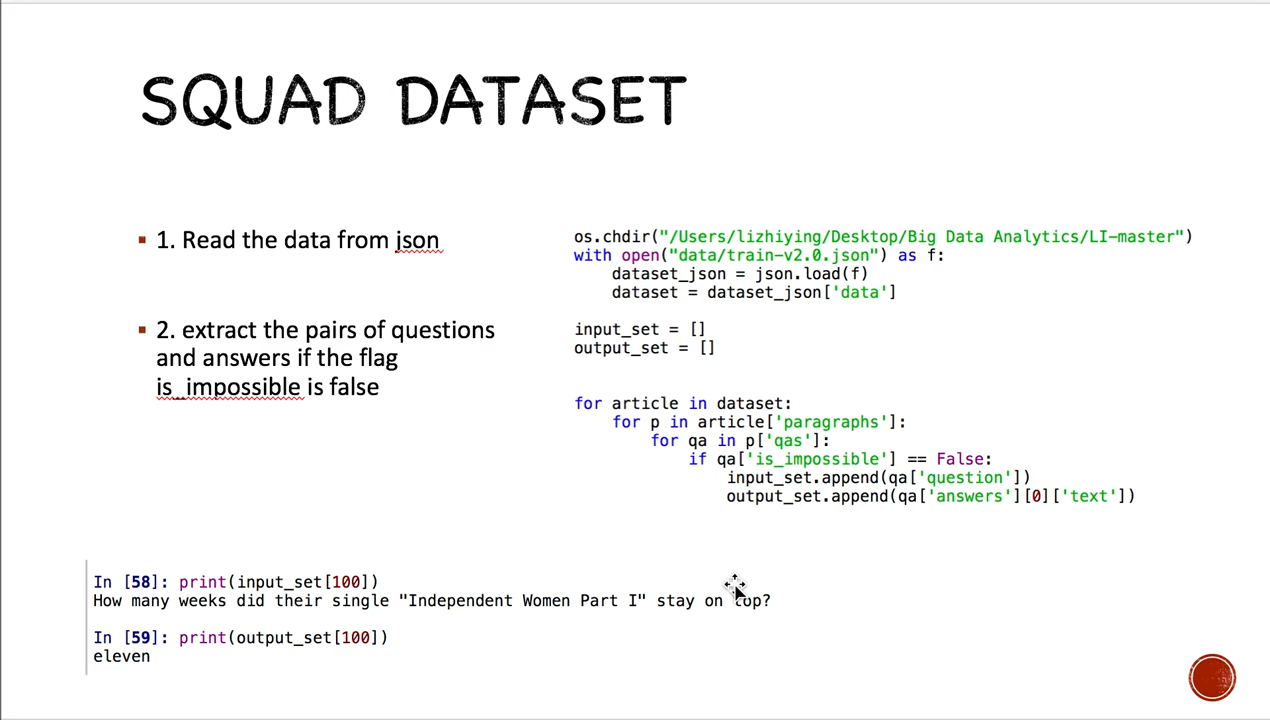 SQUAD DATASET
1. Read the data from json
2. extract the pairs of questions
and answers if the flag
is_impossible is false
os.chdir("/Users/lizhiying/Desktop/Big Data Analytics/LI-master")
with open("data/train-v2.0.json") as f:
    dataset_json = json.load(f)
    dataset = dataset_json['data']
input_set = []
output_set = []
for article in dataset:
    for p in article['paragraphs']:
        for qa in p['qas']:
            if qa['is_impossible'] == False:
                input_set.append(qa['question'])
                output_set.append(qa['answers'][0]['text'])
In [58]: print(input_set[100])
How many weeks did their single "Independent Women Part I" stay on top?
In [59]: print(output_set[100])
eleven